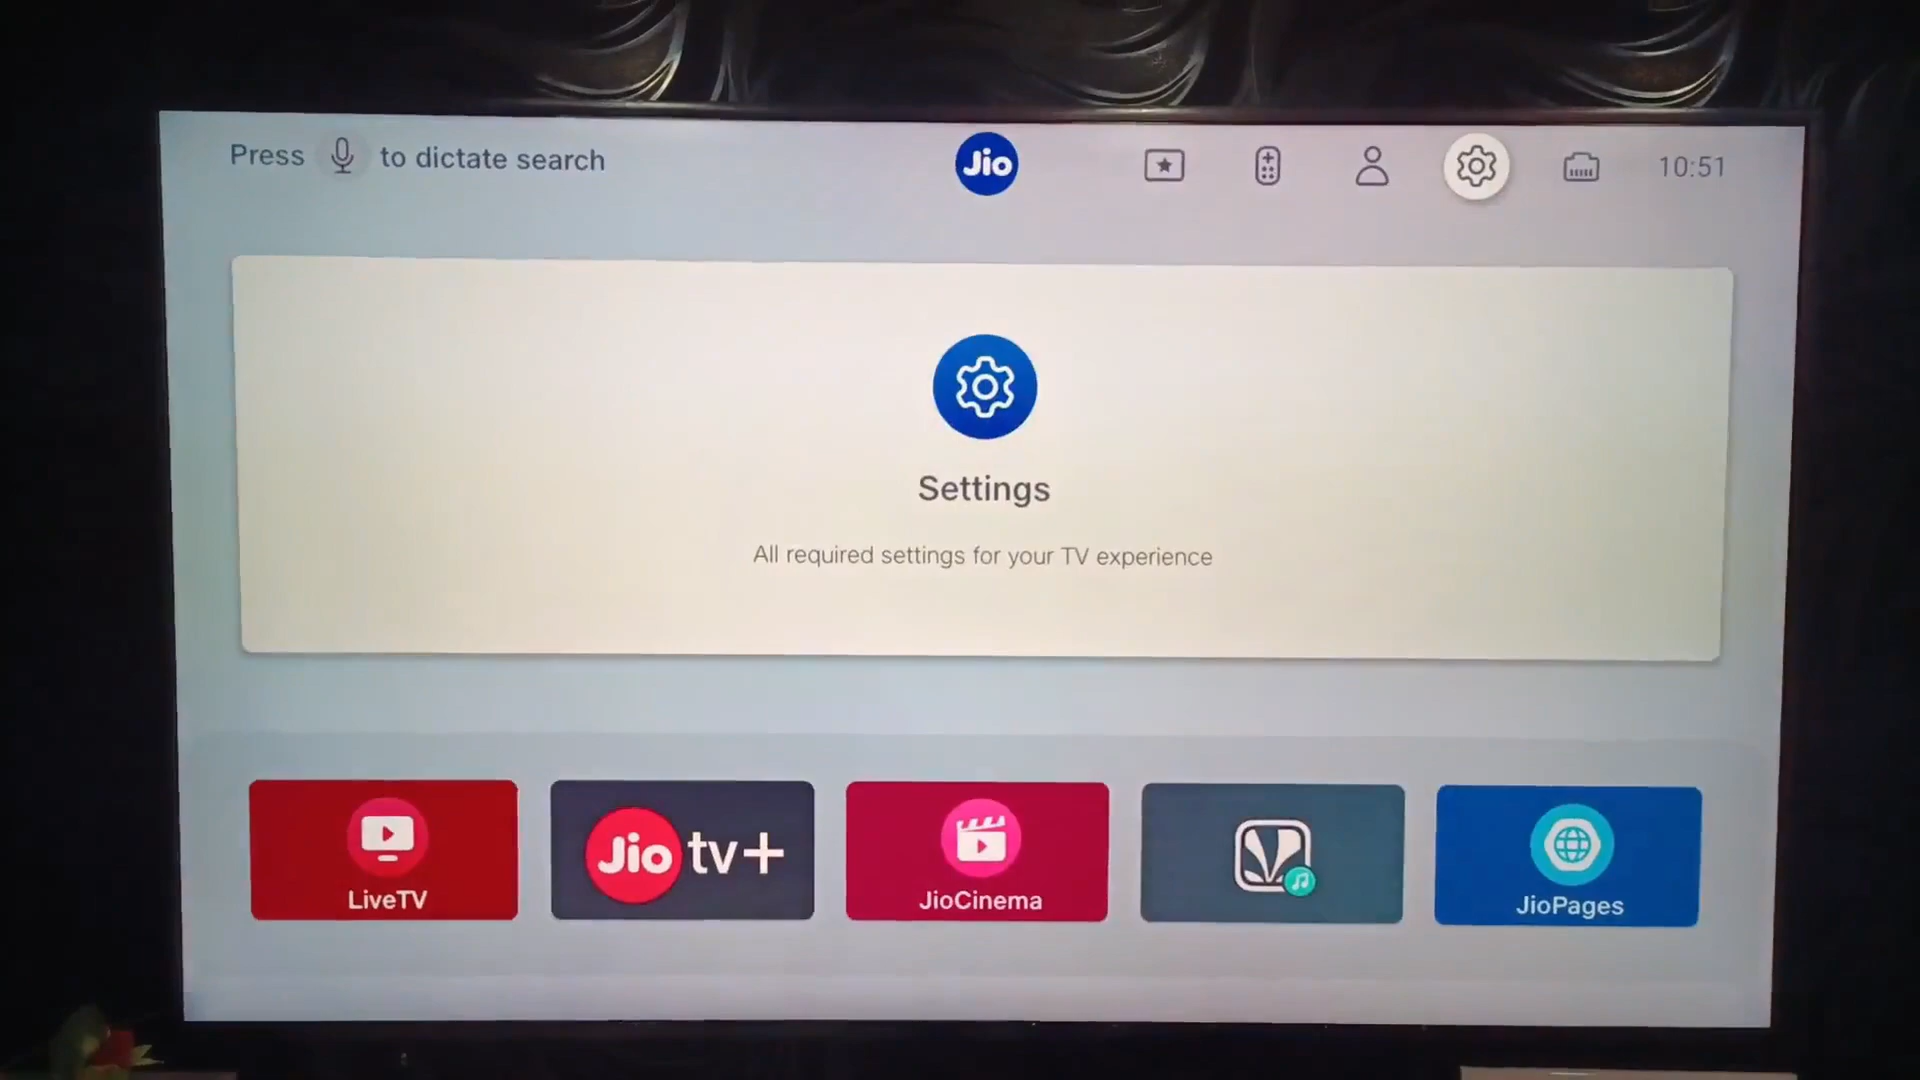 Press to dictate search
Jio
10:51
Settings
All required settings for your TV experience
LiveTV
Jio tv+
JioCinema
JioPages